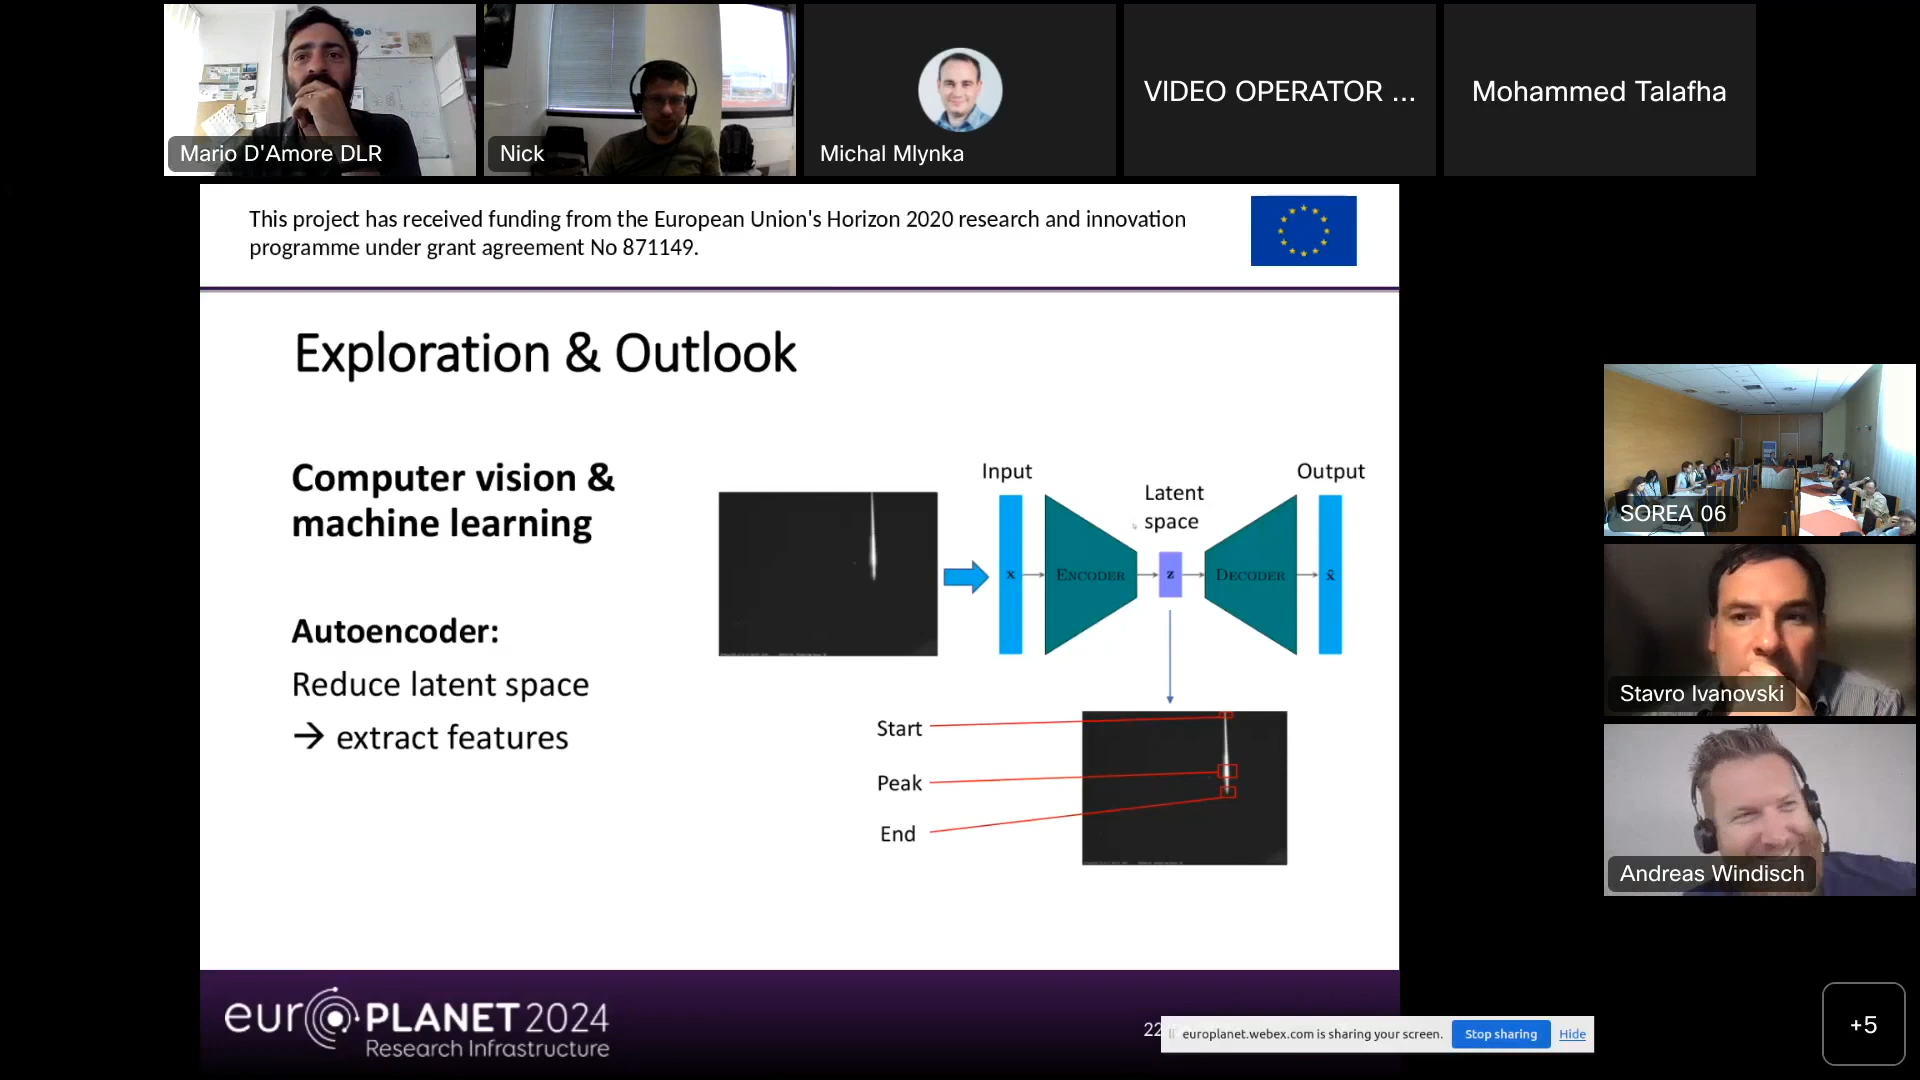 Mario D'Amore DLR
Nick
Michal Mlynka
VIDEO OPERATOR ...
Mohammed Talafha
This project has received funding from the European Union's Horizon 2020 research and innovation
programme under grant agreement No 871149.
Exploration & Outlook
Computer vision &
machine learning
Autoencoder:
Reduce latent space
→ extract features
Input
Latent
space
Output
x
ENCODER
z
DECODER
x̂
Start
Peak
End
SOREA 06
Stavro Ivanovski
Andreas Windisch
+5
europlanet 2024
Research Infrastructure
22
europlanet.webex.com is sharing your screen.
Stop sharing
Hide